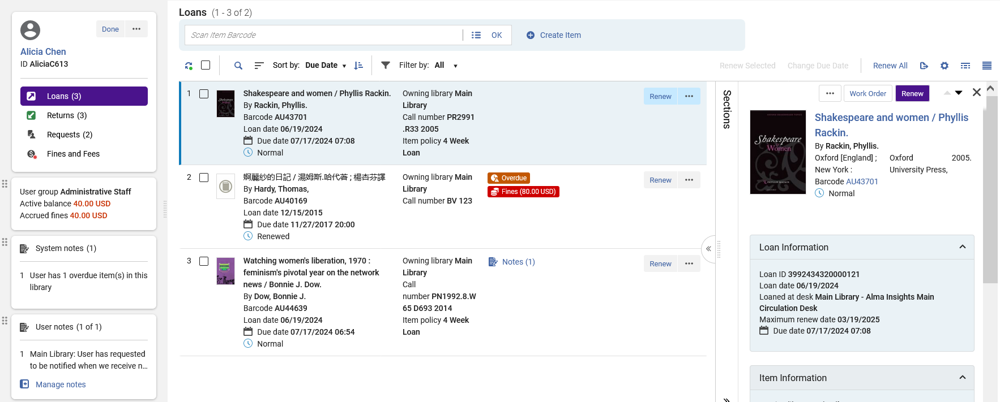 Alicia Chen
ID AliciaC613
Done
Loans (3)
Returns (3)
Requests (2)
Fines and Fees
User group Administrative Staff
Active balance 40.00 USD
Accrued fines 40.00 USD
System notes (1)
1 User has 1 overdue item(s) in this
library
User notes (1 of 1)
1 Main Library: User has requested
to be notified when we receive n...
Manage notes
Loans (1 - 3 of 2)
Scan Item Barcode
OK
Create Item
Sort by: Due Date
Filter by: All
Renew Selected
Change Due Date
Renew All
1
Shakespeare and women / Phyllis Rackin.
By Rackin, Phyllis.
Barcode AU43701
Loan date 06/19/2024
Due date 07/17/2024 07:08
Normal
Owning library Main
Library
Call number PR2991
.R33 2005
Item policy 4 Week
Loan
Renew
2
婀麗紗的日記 / 湯姆斯.哈代著 ; 楊杏芬譯
By Hardy, Thomas,
Barcode AU40169
Loan date 12/15/2015
Due date 11/27/2017 20:00
Renewed
Owning library Main
Library
Call number BV 123
Overdue
Fines (80.00 USD)
Renew
3
Watching women's liberation, 1970 :
feminism's pivotal year on the network
news / Bonnie J. Dow.
By Dow, Bonnie J.
Barcode AU44639
Loan date 06/19/2024
Due date 07/17/2024 06:54
Normal
Owning library Main
Library
Call
number PN1992.8.W
65 D693 2014
Item policy 4 Week
Loan
Notes (1)
Renew
Sections
Work Order
Renew
Shakespeare
Women
PHYLLIS RACKIN
Shakespeare and women / Phyllis
Rackin.
By Rackin, Phyllis.
Oxford [England] ; Oxford 2005.
New York : University Press,
Barcode AU43701
Normal
Loan Information
Loan ID 3992434320000121
Loan date 06/19/2024
Loaned at desk Main Library - Alma Insights Main
Circulation Desk
Maximum renew date 03/19/2025
Due date 07/17/2024 07:08
Item Information